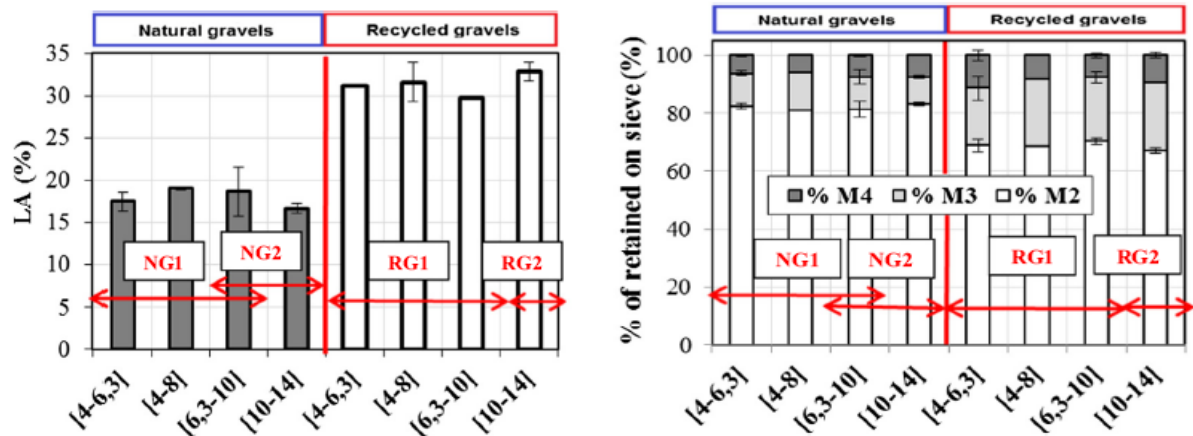 Natural gravels
Recycled gravels
LA (%)
35
30
25
20
15
10
5
0
NG1
NG2
RG1
RG2
[4-6,3]
[4-8]
[6,3-10]
[10-14]
[4-6,3]
[4-8]
[6,3-10]
[10-14]
Natural gravels
Recycled gravels
% of retained on sieve (%)
100
80
60
40
20
0
% M4
% M3
% M2
NG1
NG2
RG1
RG2
[4-6,3]
[4-8]
[6,3-10]
[10-14]
[4-6,3]
[4-8]
[6,3-10]
[10-14]